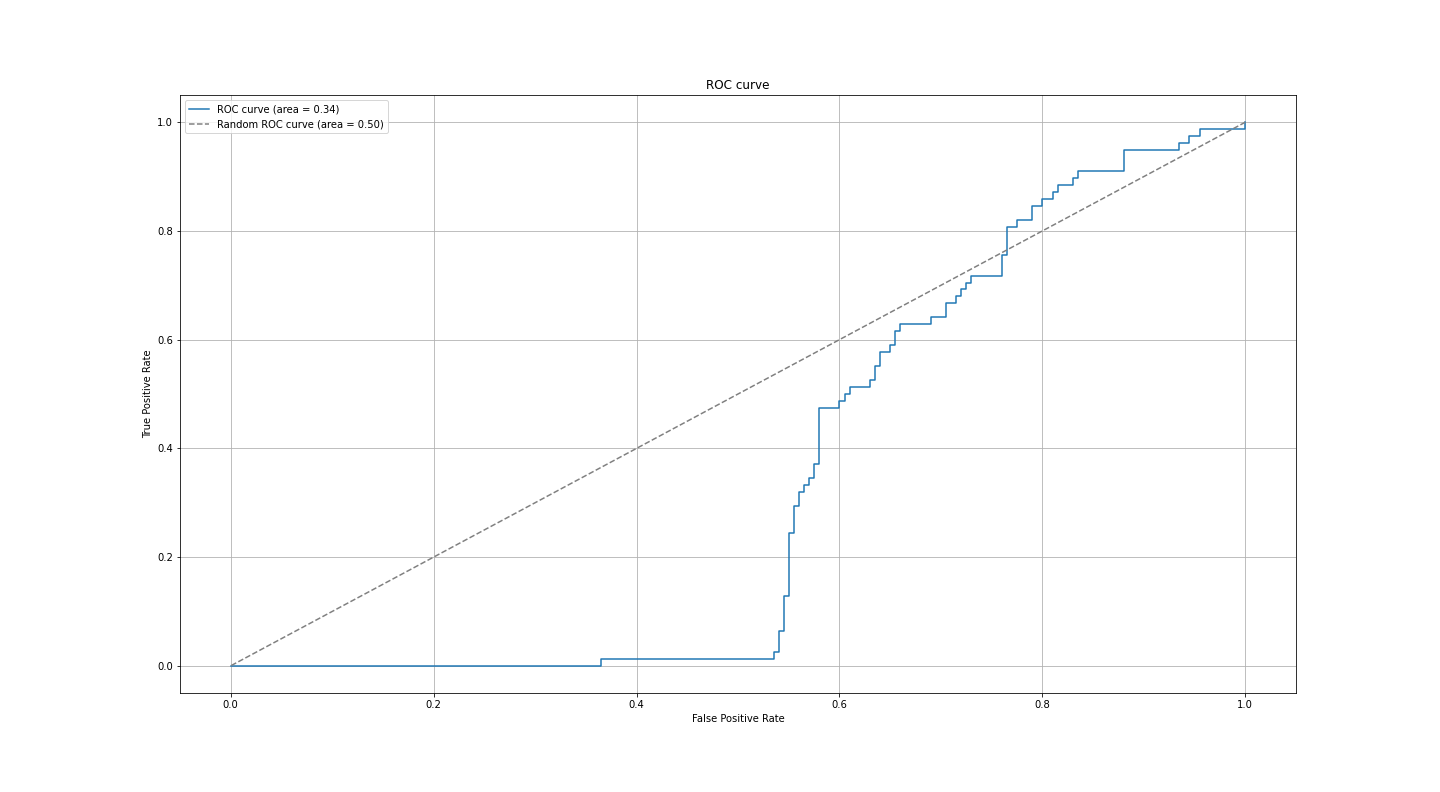 ROC curve
ROC curve (area = 0.34)
Random ROC curve (area = 0.50)
1.0
0.8
0.6
0.4
0.2
0.0
True Positive Rate
0.0 0.2 0.4 0.6 0.8 1.0
False Positive Rate